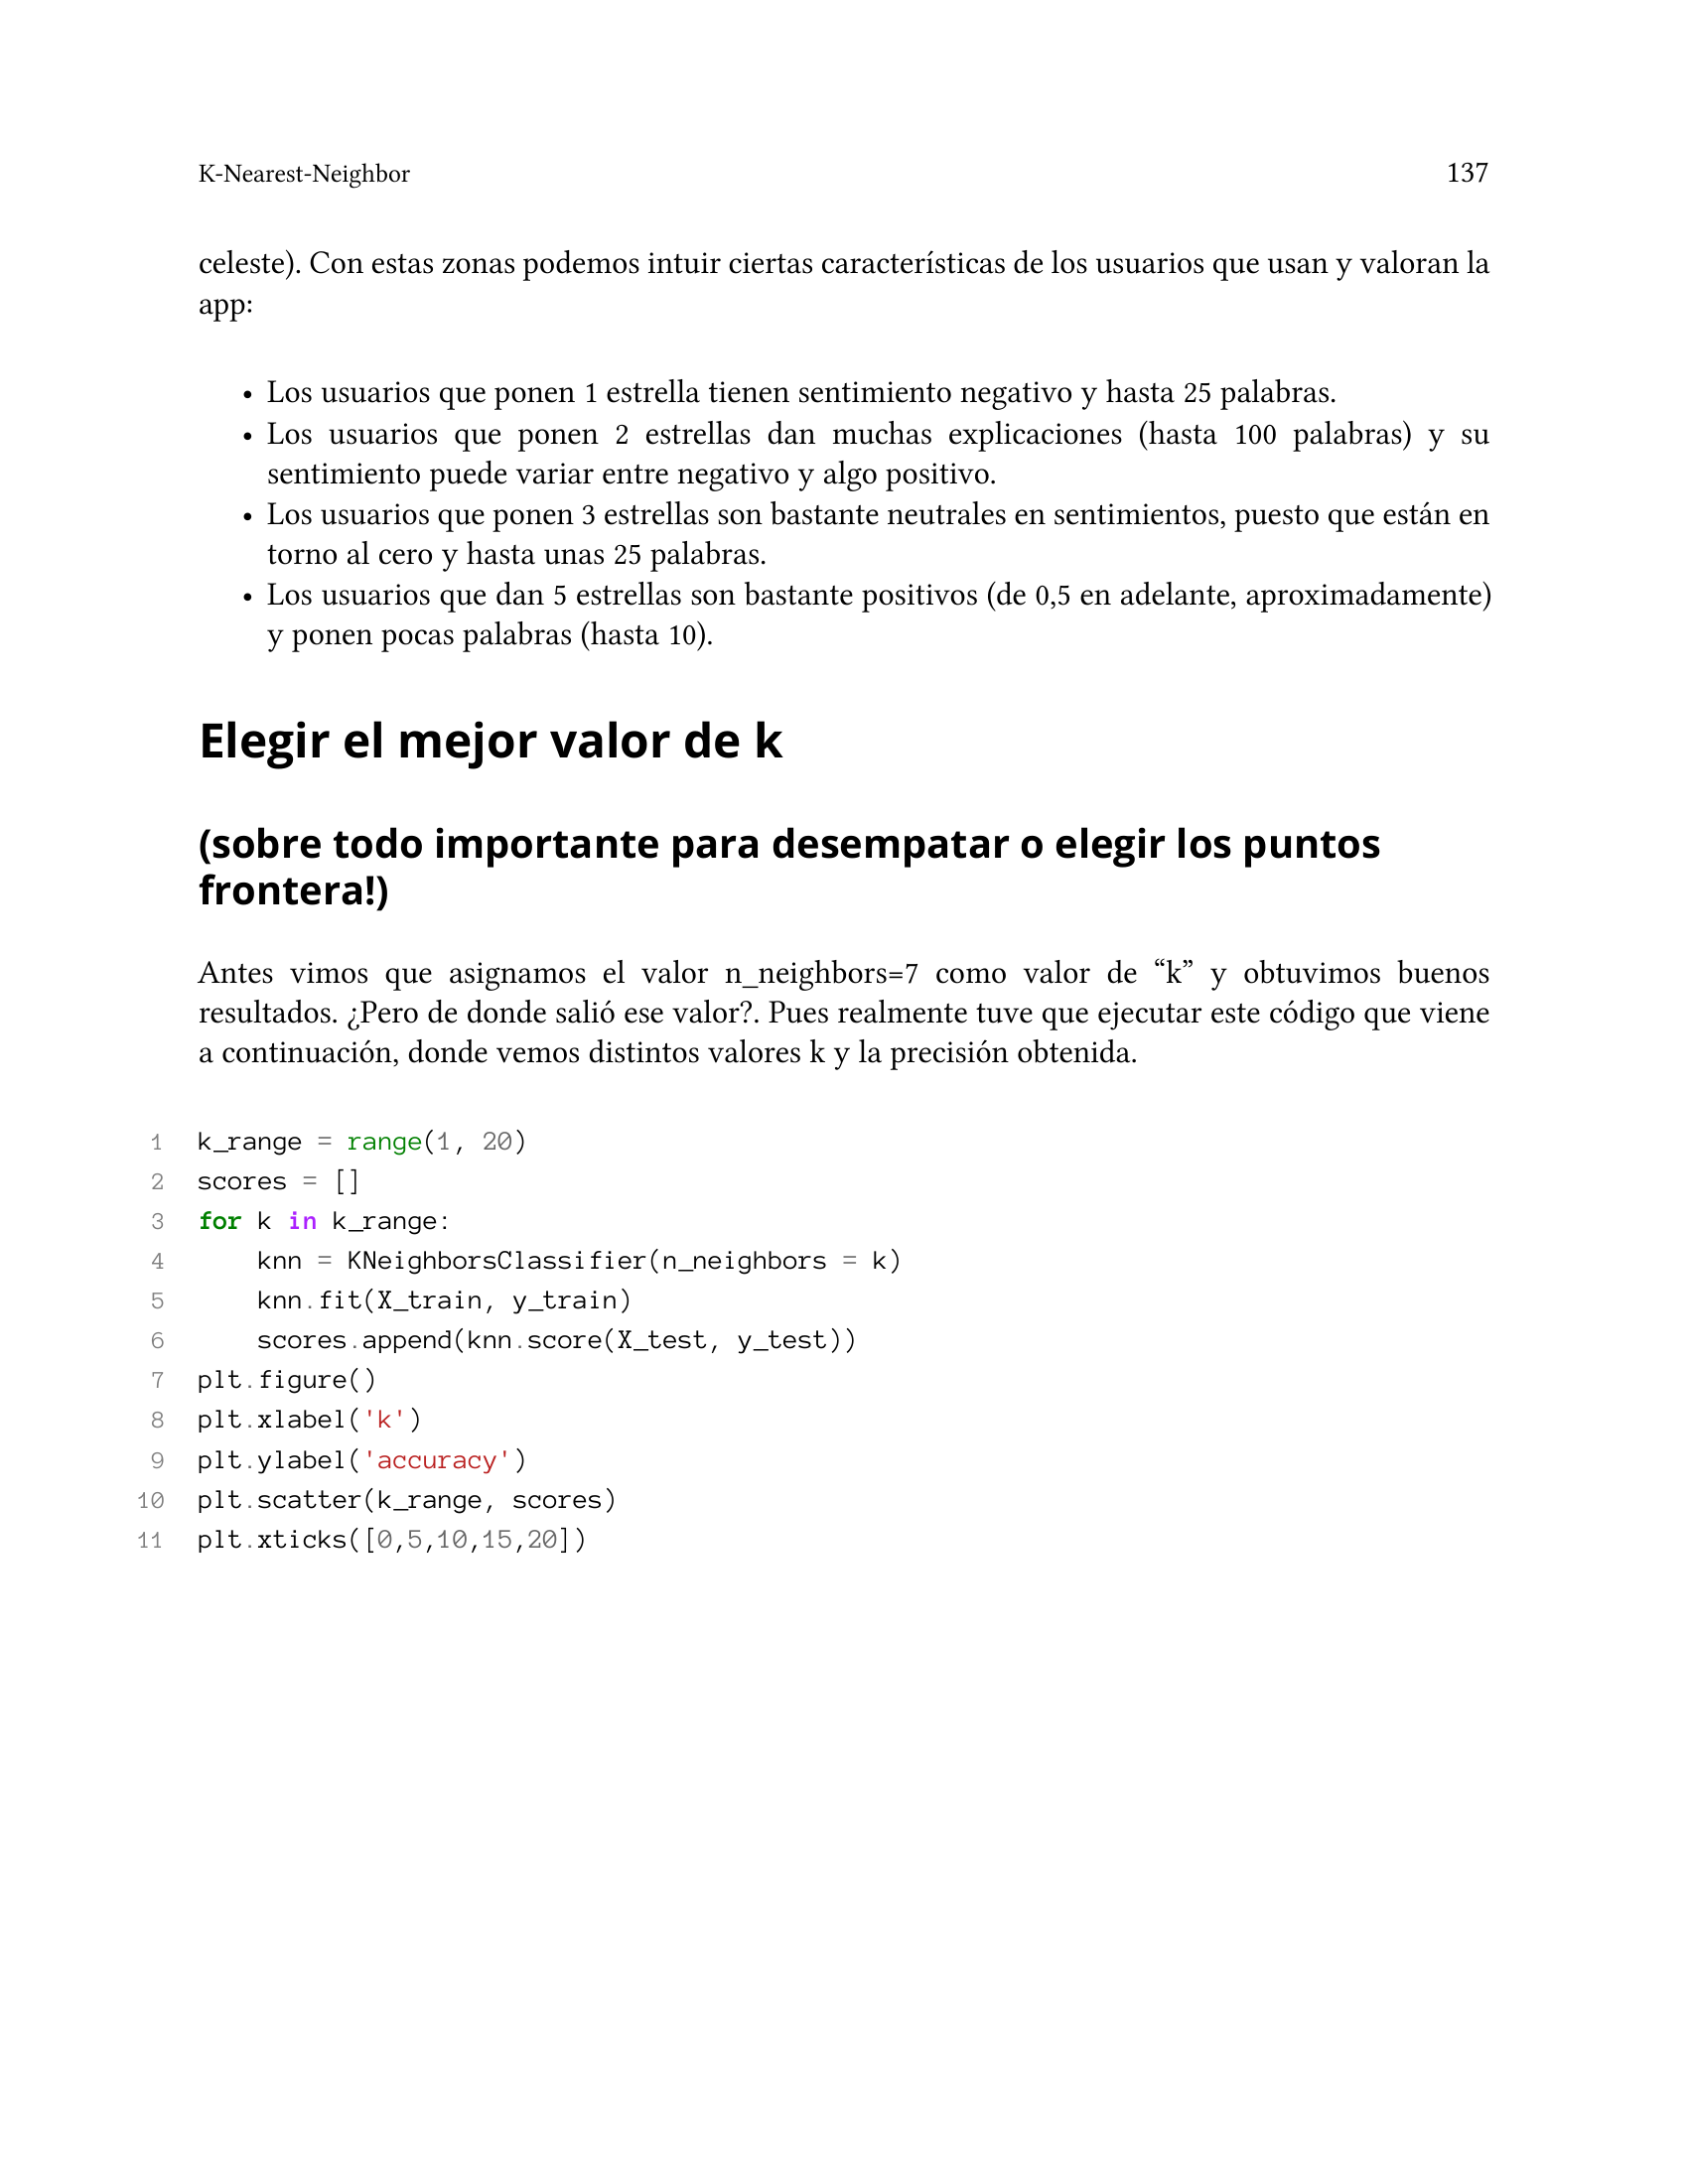 K-Nearest-Neighbor 137
celeste). Con estas zonas podemos intuir ciertas características de los usuarios que usan y valoran la
app:
• Los usuarios que ponen 1 estrella tienen sentimiento negativo y hasta 25 palabras.
• Los usuarios que ponen 2 estrellas dan muchas explicaciones (hasta 100 palabras) y su
sentimiento puede variar entre negativo y algo positivo.
• Los usuarios que ponen 3 estrellas son bastante neutrales en sentimientos, puesto que están en
torno al cero y hasta unas 25 palabras.
• Los usuarios que dan 5 estrellas son bastante positivos (de 0,5 en adelante, aproximadamente)
y ponen pocas palabras (hasta 10).
Elegir el mejor valor de k
(sobre todo importante para desempatar o elegir los puntos
frontera!)
Antes vimos que asignamos el valor n_neighbors=7 como valor de “k” y obtuvimos buenos
resultados. ¿Pero de donde salió ese valor?. Pues realmente tuve que ejecutar este código que viene
a continuación, donde vemos distintos valores k y la precisión obtenida.
1 k_range = range(1, 20)
2 scores = []
3 for k in k_range:
4     knn = KNeighborsClassifier(n_neighbors = k)
5     knn.fit(X_train, y_train)
6     scores.append(knn.score(X_test, y_test))
7 plt.figure()
8 plt.xlabel('k')
9 plt.ylabel('accuracy')
10 plt.scatter(k_range, scores)
11 plt.xticks([0,5,10,15,20])